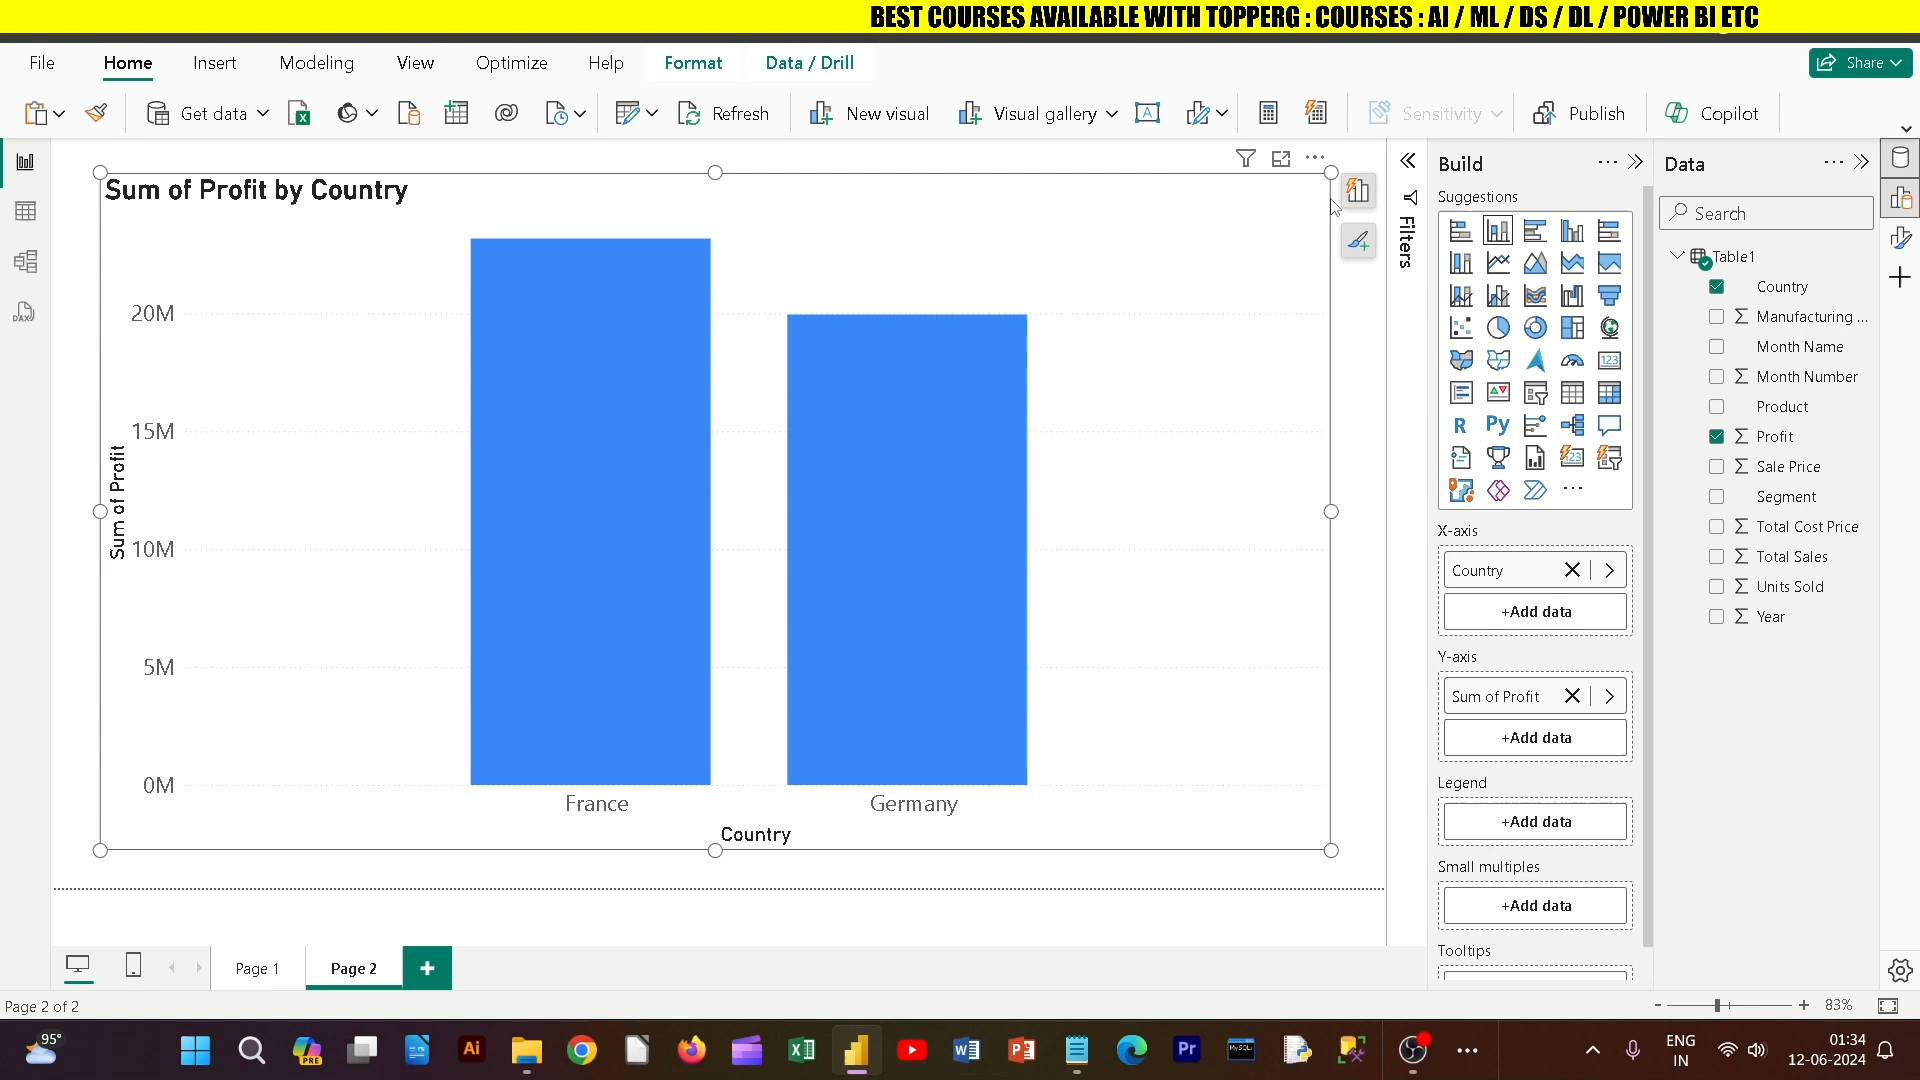 BEST COURSES AVAILABLE WITH TOPPERG : COURSES : AI / ML / DS / DL / POWER BI ETC
File Home Insert Modeling View Optimize Help Format Data / Drill Share
Get data Refresh New visual Visual gallery Sensitivity Publish Copilot
Sum of Profit by Country
20M
15M
10M
5M
0M
Sum of Profit
France Germany
Country
Filters
Build
Suggestions
R Py
X-axis
Country
+Add data
Y-axis
Sum of Profit
+Add data
Legend
+Add data
Small multiples
+Add data
Tooltips
Data
Search
Table1
Country
Manufacturing ...
Month Name
Month Number
Product
Profit
Sale Price
Segment
Total Cost Price
Total Sales
Units Sold
Year
DAX
Page 1 Page 2
Page 2 of 2
83%
95°
PRE
Ai
Pr
MySQL
ENG
IN
01:34
12-06-2024